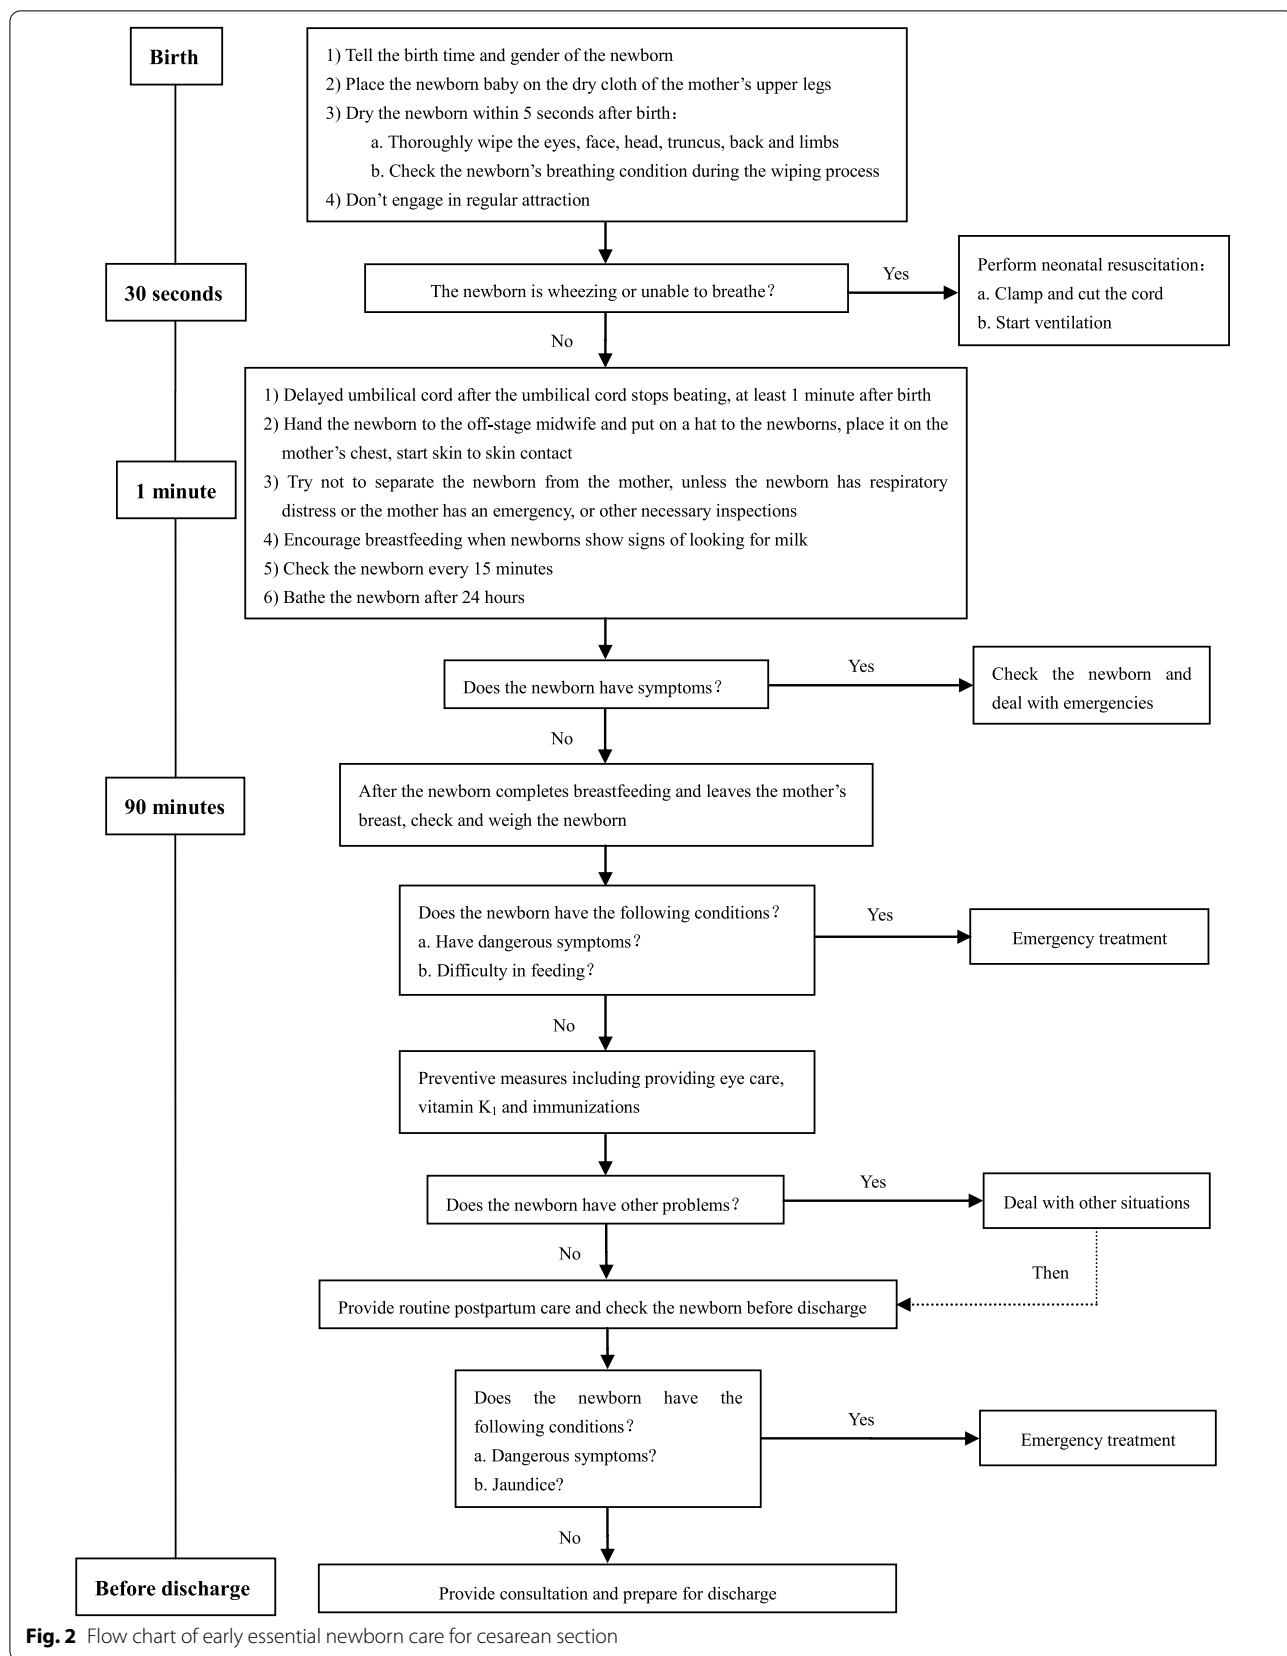 Birth
1) Tell the birth time and gender of the newborn
2) Place the newborn baby on the dry cloth of the mother's upper legs
3) Dry the newborn within 5 seconds after birth:
a. Thoroughly wipe the eyes, face, head, truncus, back and limbs
b. Check the newborn's breathing condition during the wiping process
4) Don't engage in regular attraction
30 seconds
The newborn is wheezing or unable to breathe?
Yes
Perform neonatal resuscitation:
a. Clamp and cut the cord
b. Start ventilation
No
1 minute
1) Delayed umbilical cord after the umbilical cord stops beating, at least 1 minute after birth
2) Hand the newborn to the off-stage midwife and put on a hat to the newborns, place it on the
mother's chest, start skin to skin contact
3) Try not to separate the newborn from the mother, unless the newborn has respiratory
distress or the mother has an emergency, or other necessary inspections
4) Encourage breastfeeding when newborns show signs of looking for milk
5) Check the newborn every 15 minutes
6) Bathe the newborn after 24 hours
Does the newborn have symptoms?
Yes
Check the newborn and
deal with emergencies
No
90 minutes
After the newborn completes breastfeeding and leaves the mother's
breast, check and weigh the newborn
Does the newborn have the following conditions?
a. Have dangerous symptoms?
b. Difficulty in feeding?
Yes
Emergency treatment
No
Preventive measures including providing eye care,
vitamin K₁ and immunizations
Does the newborn have other problems?
Yes
Deal with other situations
No
Then
Provide routine postpartum care and check the newborn before discharge
Does the newborn have the
following conditions?
a. Dangerous symptoms?
b. Jaundice?
Yes
Emergency treatment
No
Before discharge
Provide consultation and prepare for discharge
Fig. 2 Flow chart of early essential newborn care for cesarean section